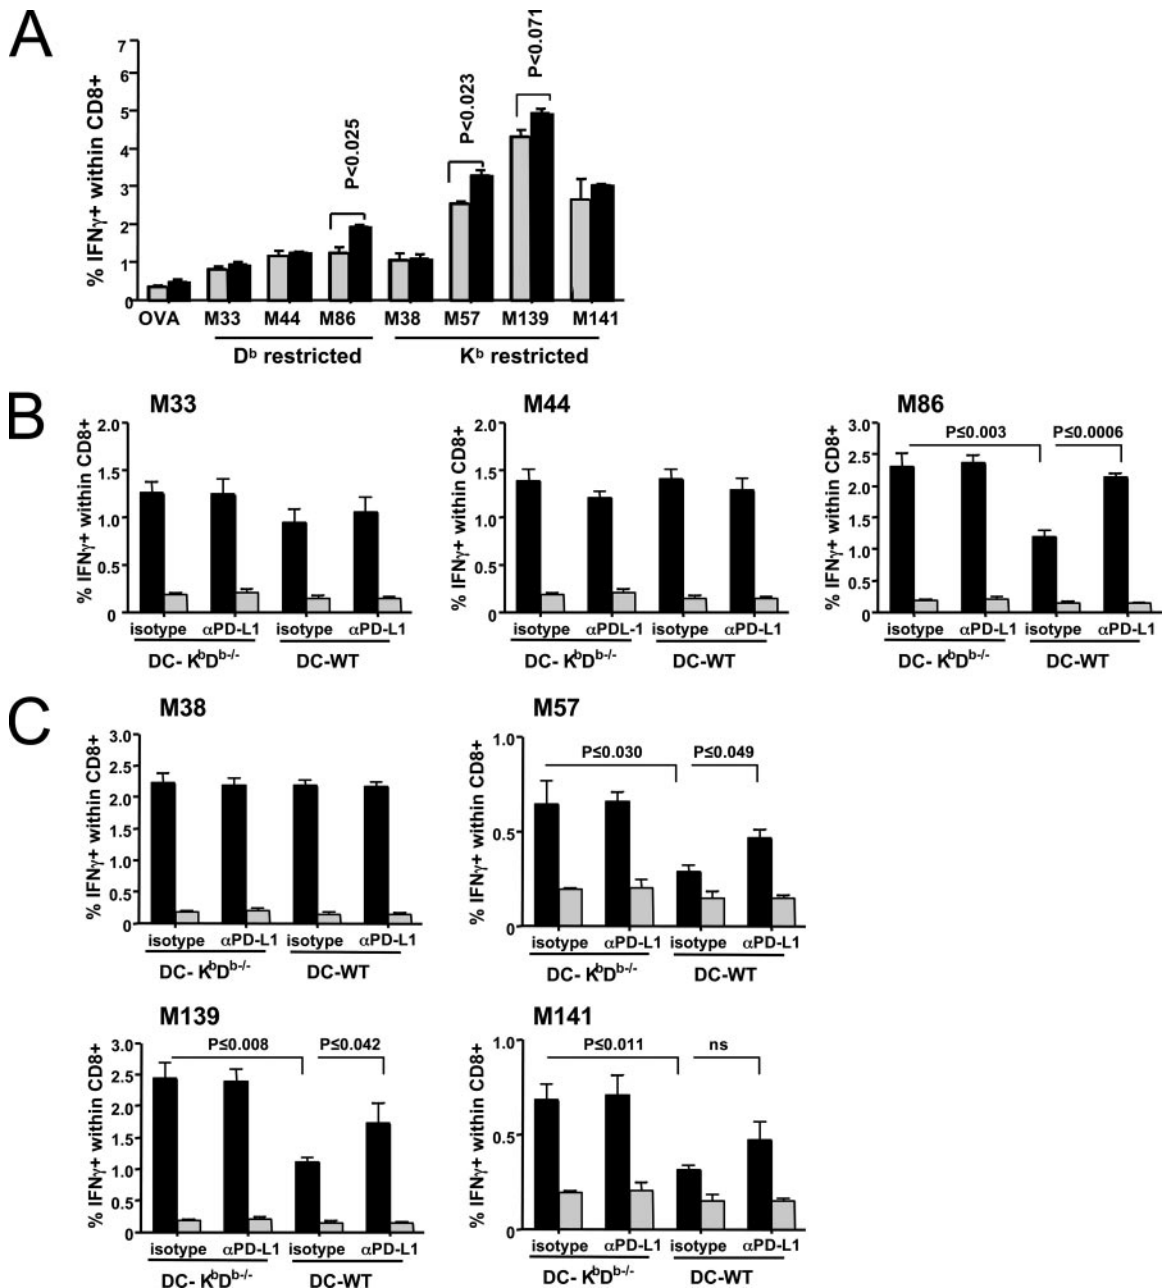 A
% IFNγ+ within CD8+
7
6
5
4
3
2
1
0
P<0.025
P<0.023
P<0.071
OVA M33 M44 M86 M38 M57 M139 M141
Dᵇ restricted Kᵇ restricted
B
M33
% IFNγ+ within CD8+
2.0
1.5
1.0
0.5
0
isotype αPD-L1 isotype αPD-L1
DC- KᵇDᵇ⁻/⁻ DC-WT
M44
% IFNγ+ within CD8+
2.0
1.5
1.0
0.5
0
isotype αPDL-1 isotype αPD-L1
DC- KᵇDᵇ⁻/⁻ DC-WT
M86
% IFNγ+ within CD8+
3.0
2.5
2.0
1.5
1.0
0.5
0
P≤0.003 P≤0.0006
isotype αPD-L1 isotype αPD-L1
DC- KᵇDᵇ⁻/⁻ DC-WT
C
M38
% IFNγ+ within CD8+
3.0
2.5
2.0
1.5
1.0
0.5
0
isotype αPD-L1 isotype αPD-L1
DC- KᵇDᵇ⁻/⁻ DC-WT
M57
% IFNγ+ within CD8+
1.0
0.5
0
P≤0.030 P≤0.049
isotype αPD-L1 isotype αPD-L1
DC- KᵇDᵇ⁻/⁻ DC-WT
M139
% IFNγ+ within CD8+
3.0
2.5
2.0
1.5
1.0
0.5
0
P≤0.008 P≤0.042
isotype αPD-L1 isotype αPD-L1
DC- KᵇDᵇ⁻/⁻ DC-WT
M141
% IFNγ+ within CD8+
1.0
0.5
0
P≤0.011 ns
isotype αPD-L1 isotype αPD-L1
DC- KᵇDᵇ⁻/⁻ DC-WT